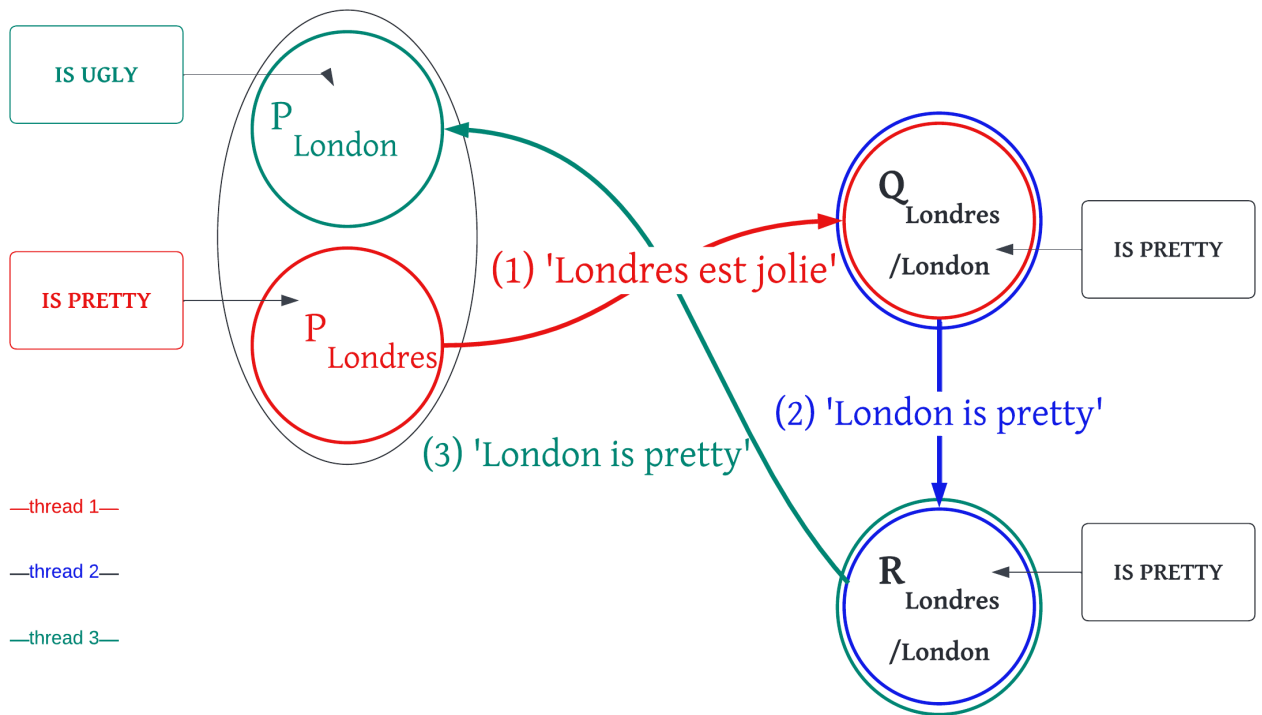 IS UGLY
P
London
IS PRETTY
P
Londres
(1) 'Londres est jolie'
Q
Londres
/London
IS PRETTY
(2) 'London is pretty'
(3) 'London is pretty'
R
Londres
/London
IS PRETTY
thread 1
thread 2
thread 3